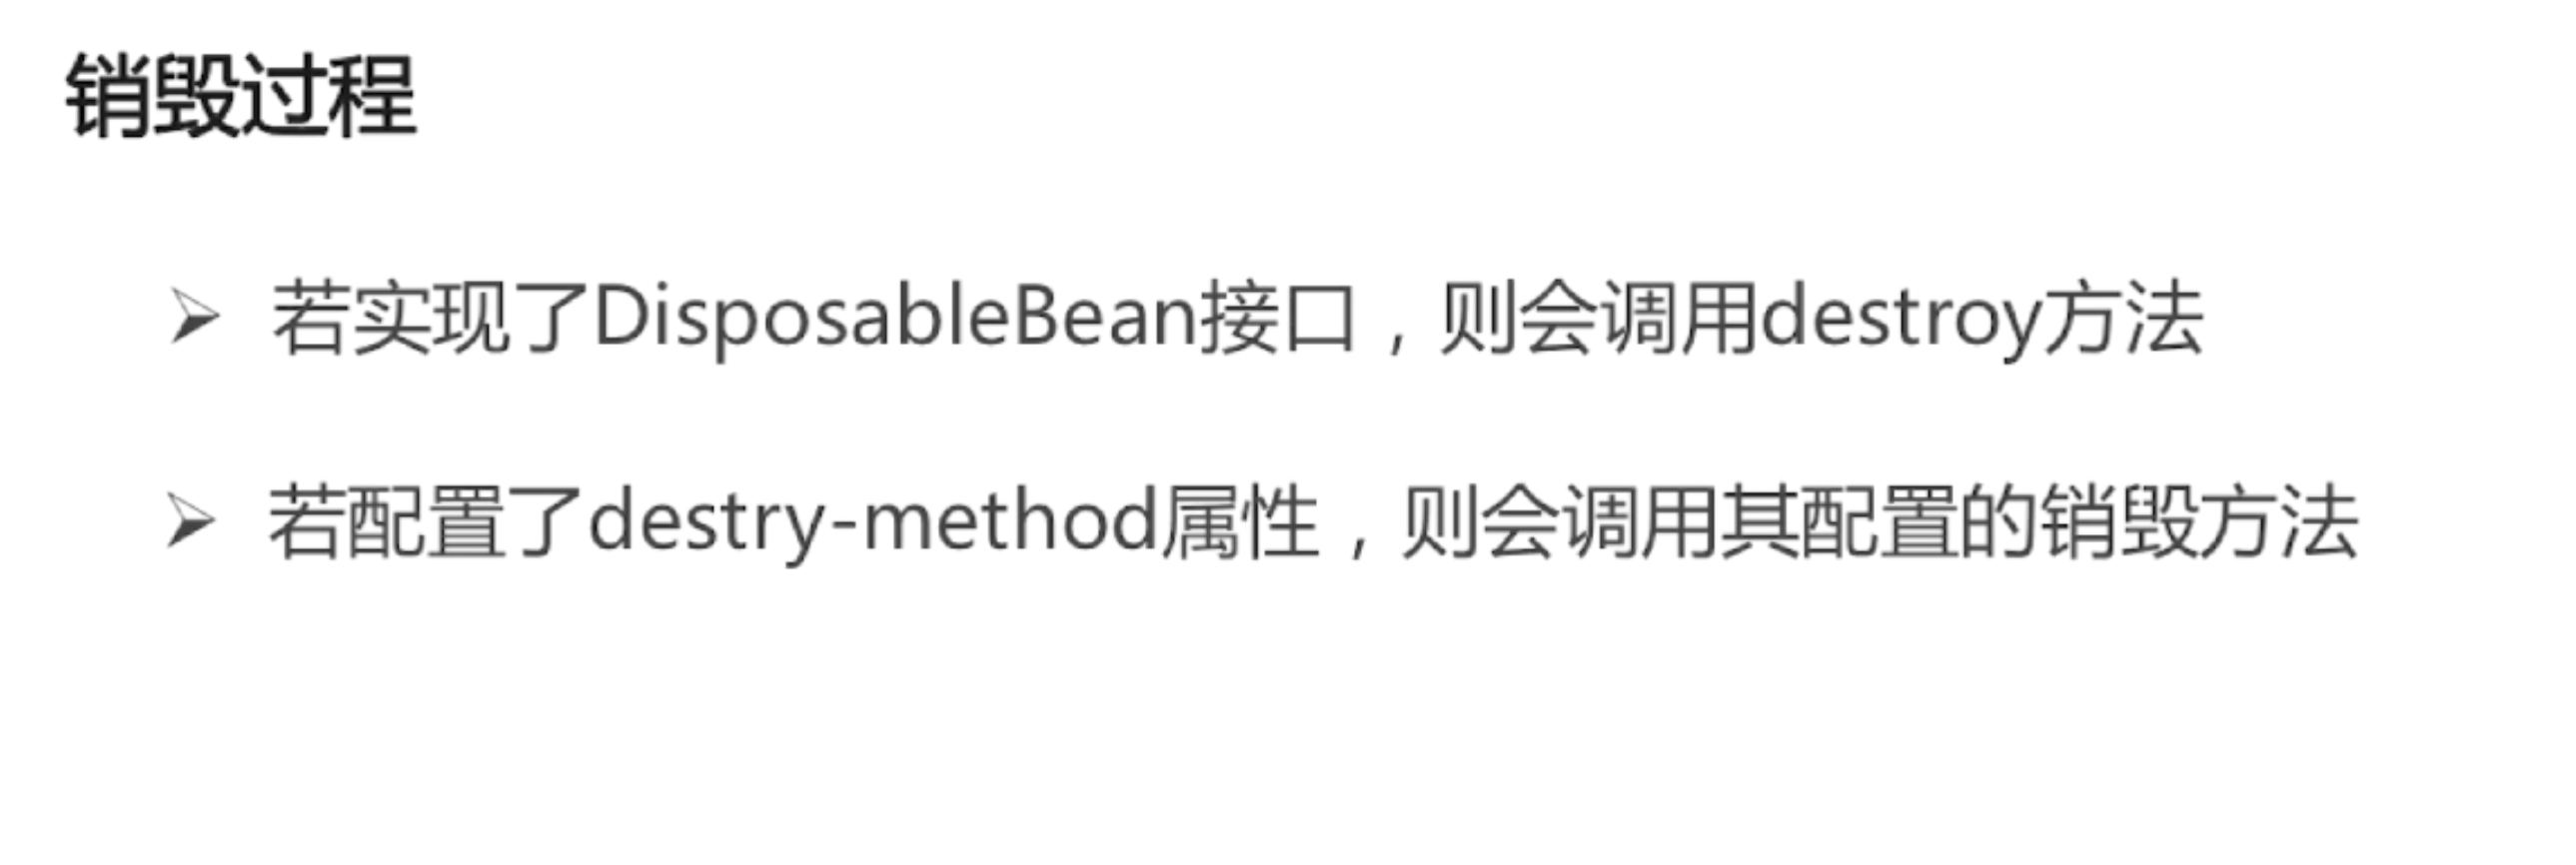 销毁过程
若实现了DisposableBean接口，则会调用destroy方法
若配置了destry-method属性，则会调用其配置的销毁方法